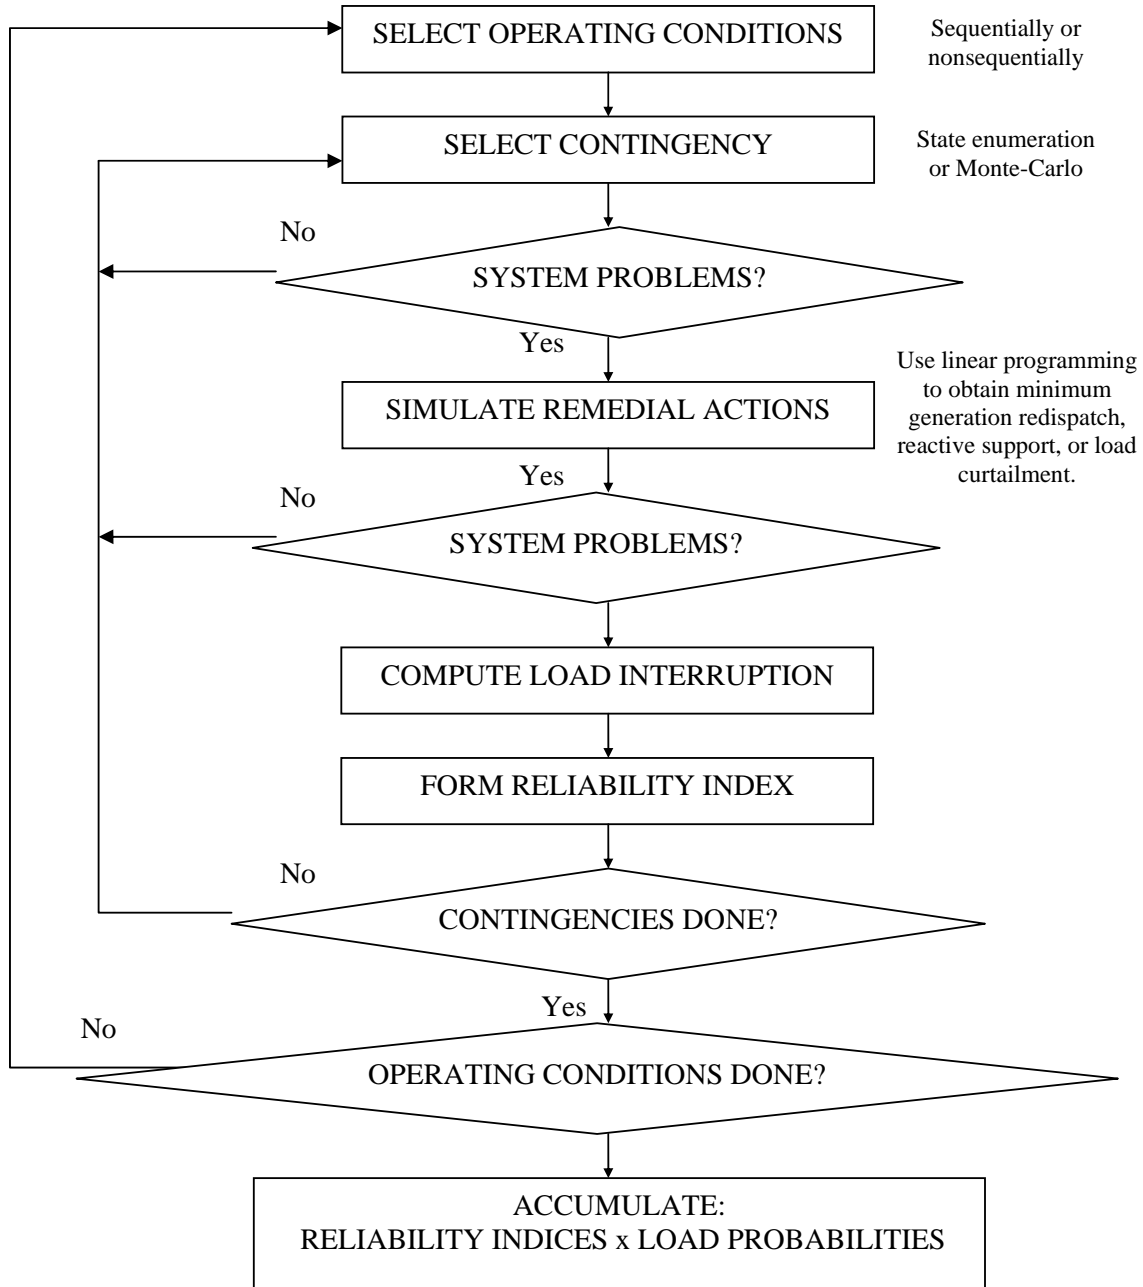 SELECT OPERATING CONDITIONS
Sequentially or
nonsequentially
SELECT CONTINGENCY
State enumeration
or Monte-Carlo
No
SYSTEM PROBLEMS?
Yes
Use linear programming
to obtain minimum
generation redispatch,
reactive support, or load
curtailment.
SIMULATE REMEDIAL ACTIONS
Yes
No
SYSTEM PROBLEMS?
COMPUTE LOAD INTERRUPTION
FORM RELIABILITY INDEX
No
CONTINGENCIES DONE?
Yes
No
OPERATING CONDITIONS DONE?
ACCUMULATE:
RELIABILITY INDICES x LOAD PROBABILITIES